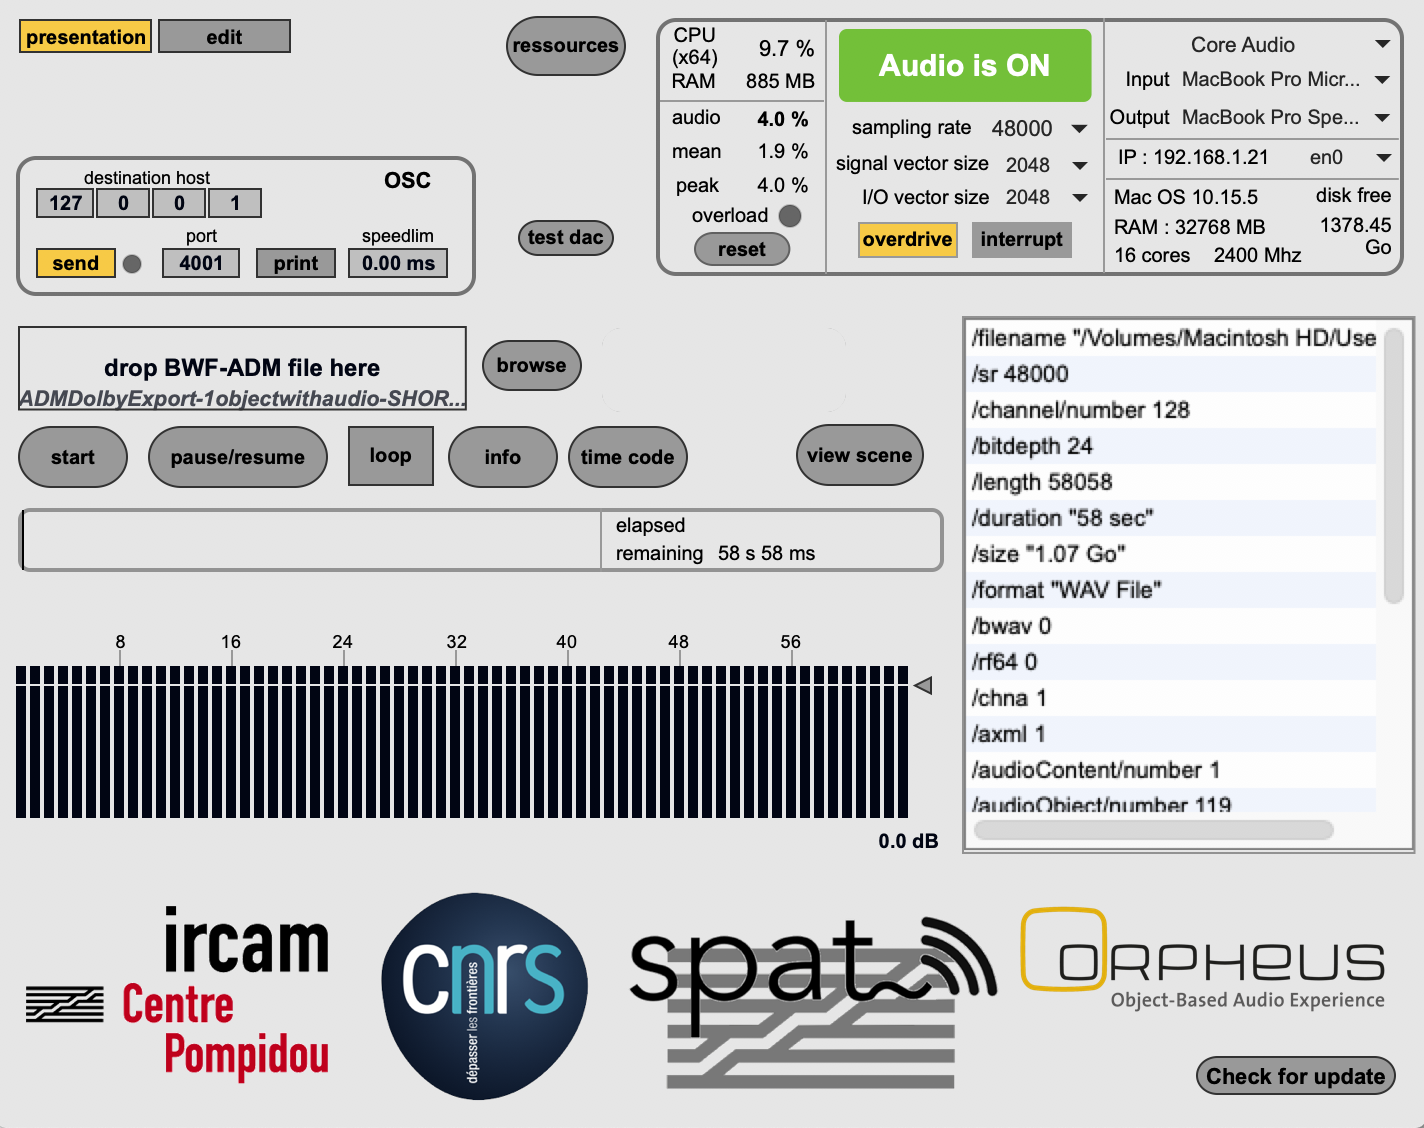 presentation
edit
ressources
CPU
(x64)
9.7 %
RAM
885 MB
audio
4.0 %
mean
1.9 %
peak
4.0 %
overload
reset
Audio is ON
sampling rate
48000
signal vector size
2048
I/O vector size
2048
overdrive
interrupt
Core Audio
Input
MacBook Pro Micr...
Output
MacBook Pro Spe...
IP : 192.168.1.21
en0
Mac OS 10.15.5
disk free
RAM : 32768 MB
1378.45
Go
16 cores
2400 Mhz
destination host
OSC
127
0
0
1
port
speedlim
send
4001
print
0.00 ms
test dac
drop BWF-ADM file here
ADMDolbyExport-1objectwithaudio-SHOR...
browse
start
pause/resume
loop
info
time code
view scene
elapsed
remaining 58 s 58 ms
8
16
24
32
40
48
56
0.0 dB
/filename "/Volumes/Macintosh HD/Use
/sr 48000
/channel/number 128
/bitdepth 24
/length 58058
/duration "58 sec"
/size "1.07 Go"
/format "WAV File"
/bwav 0
/rf64 0
/chna 1
/axml 1
/audioContent/number 1
/audioObject/number 119
ircam
Centre
Pompidou
cnrs
dépasser les frontières
spat
ORPHEUS
Object-Based Audio Experience
Check for update